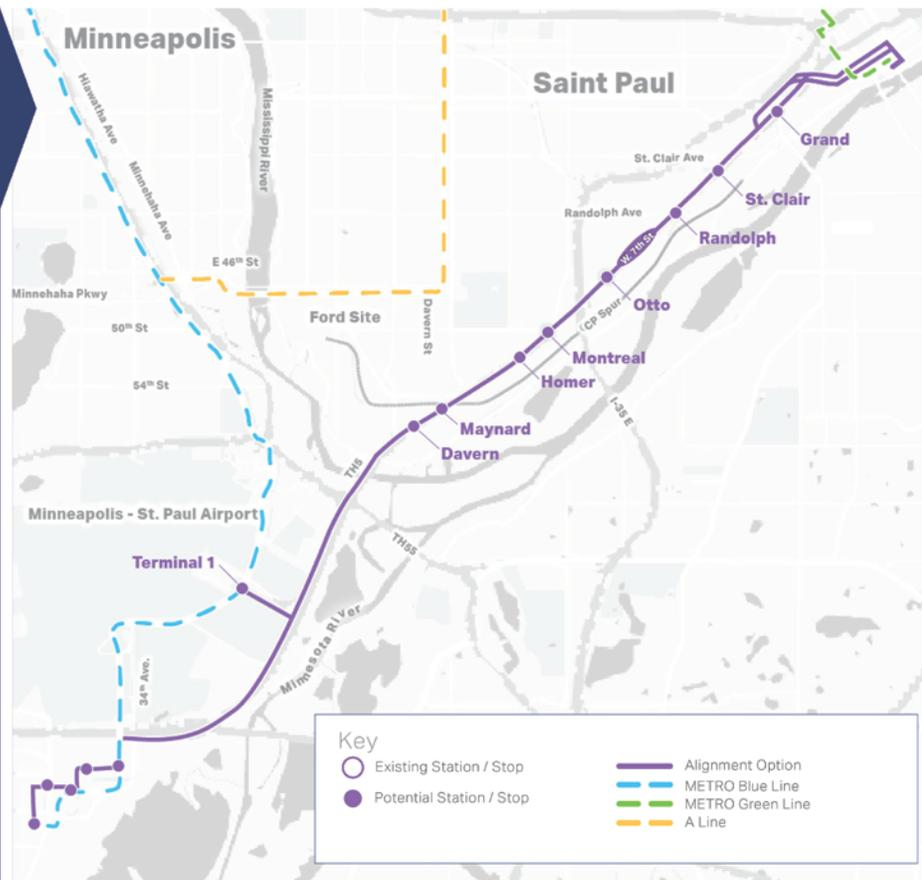 Minneapolis
Saint Paul
Hiawatha Ave
Mississippi River
Grand
Minnehaha Ave
St. Clair Ave
St. Clair
Randolph Ave
Randolph
W. 7th St
E 46th St
Minnehaha Pkwy
Otto
CP Spur
Ford Site
Davern St
50th St
Montreal
54th St
Homer
I-35 E
Maynard
Davern
TH5
Minneapolis - St. Paul Airport
TH55
Terminal 1
Minnesota River
34th Ave.
Key
Existing Station / Stop
Potential Station / Stop
Alignment Option
METRO Blue Line
METRO Green Line
A Line